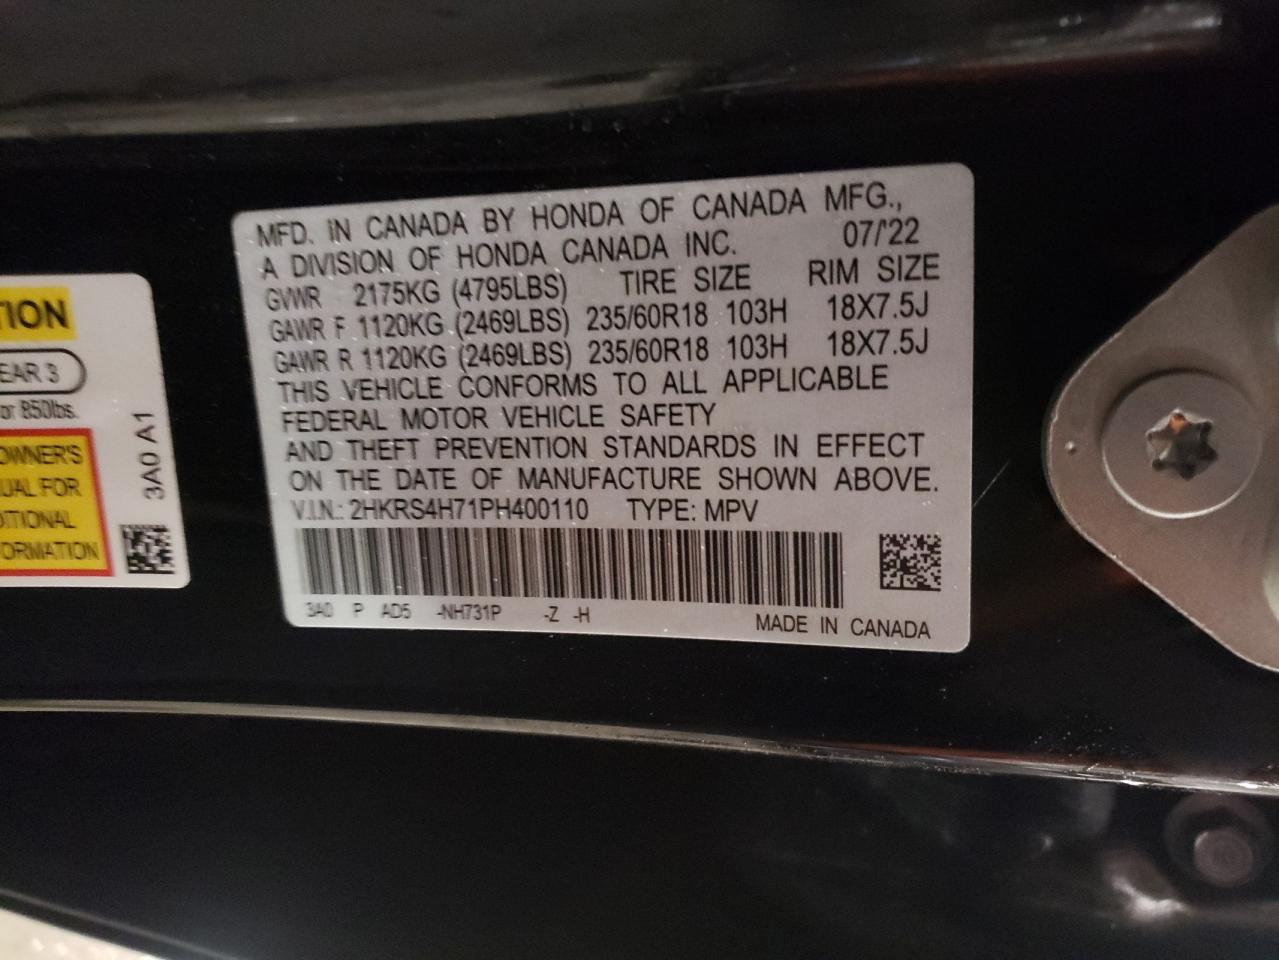 TION
EAR 3
or 850lbs.
OWNER'S
UAL FOR
DITIONAL
FORMATION
3A0 A1
MFD. IN CANADA BY HONDA OF CANADA MFG.,
A DIVISION OF HONDA CANADA INC. 07/'22
GVWR 2175KG (4795LBS) TIRE SIZE RIM SIZE
GAWR F 1120KG (2469LBS) 235/60R18 103H 18X7.5J
GAWR R 1120KG (2469LBS) 235/60R18 103H 18X7.5J
THIS VEHICLE CONFORMS TO ALL APPLICABLE
FEDERAL MOTOR VEHICLE SAFETY
AND THEFT PREVENTION STANDARDS IN EFFECT
ON THE DATE OF MANUFACTURE SHOWN ABOVE.
V.I.N.: 2HKRS4H71PH400110 TYPE: MPV
3A0 P AD5 -NH731P -Z -H
MADE IN CANADA